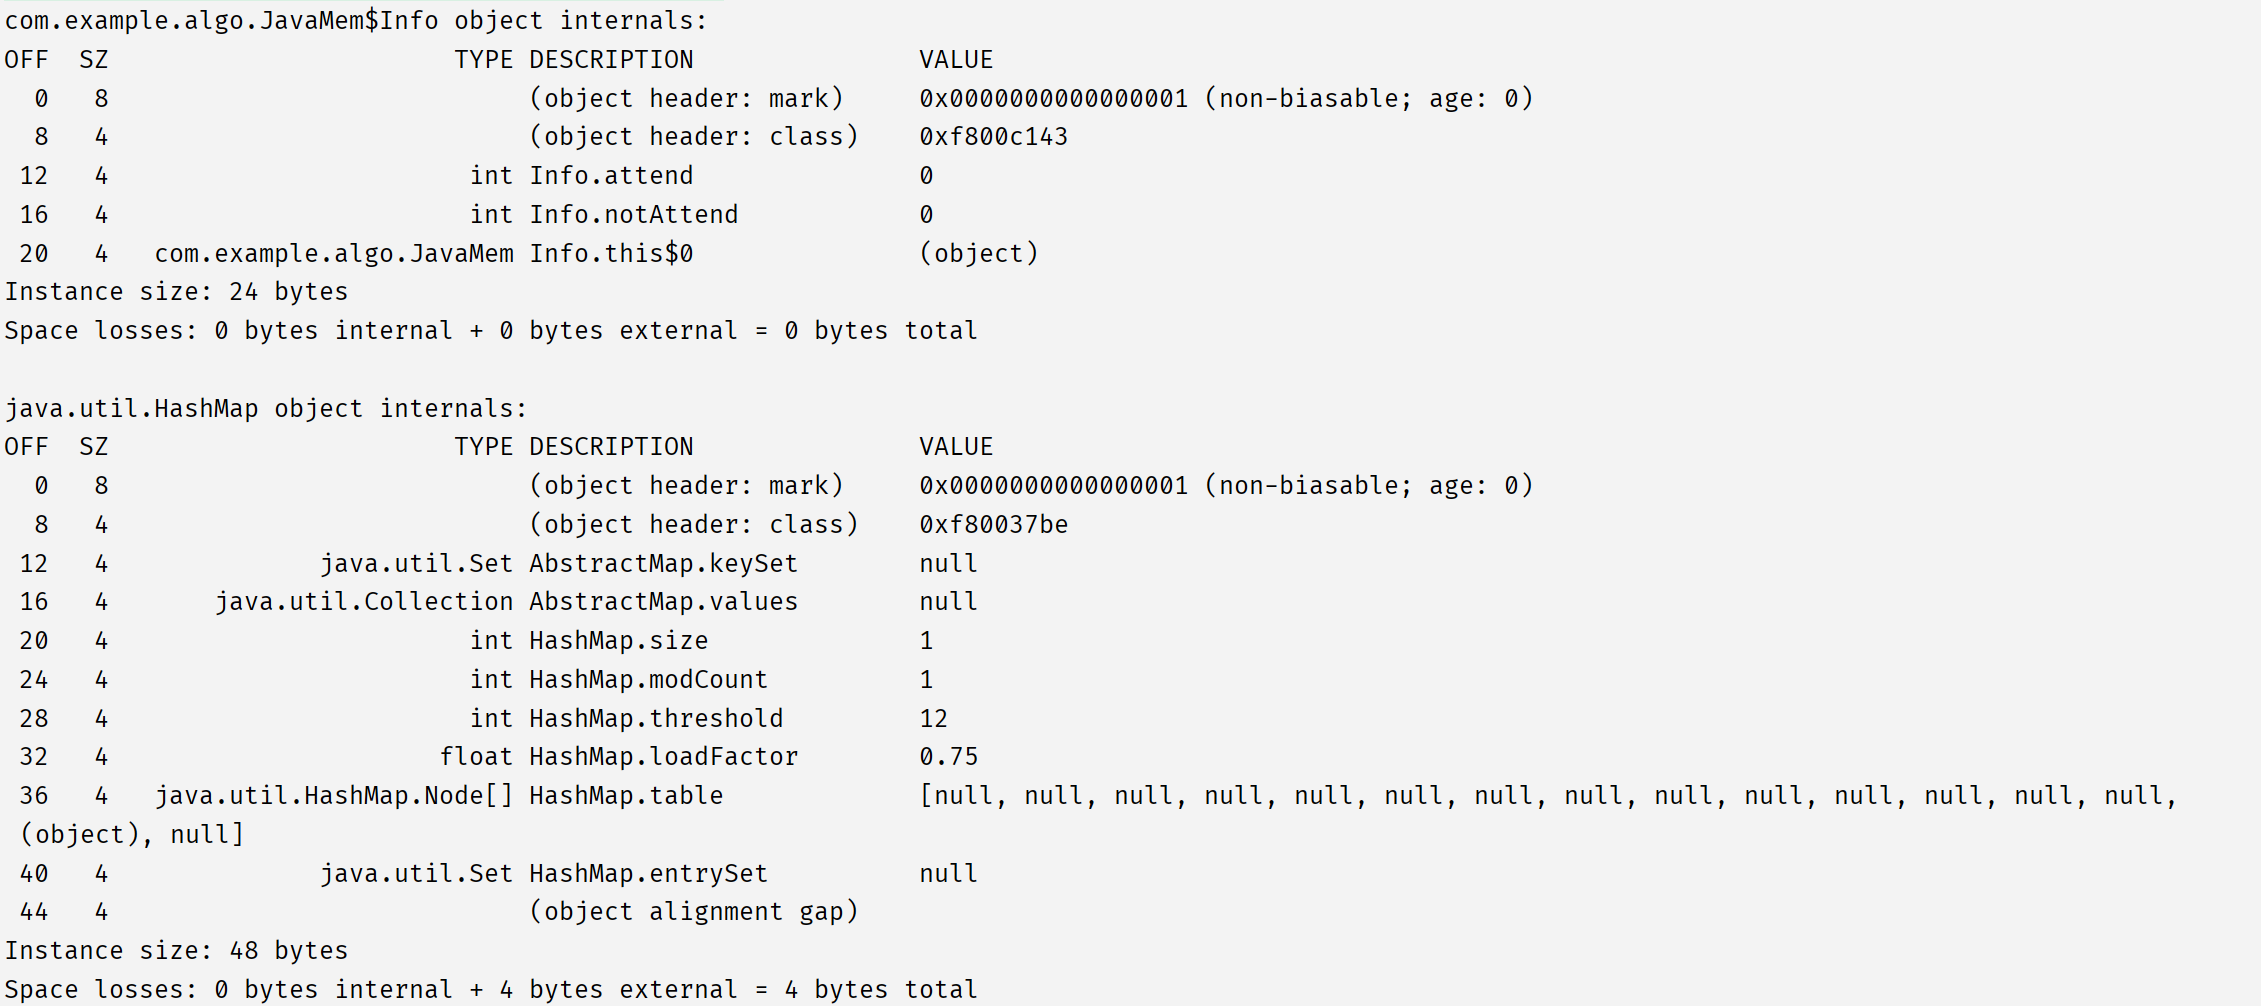 com.example.algo.JavaMem$Info object internals:
OFF  SZ                       TYPE DESCRIPTION               VALUE
  0   8                            (object header: mark)     0x0000000000000001 (non-biasable; age: 0)
  8   4                            (object header: class)    0xf800c143
 12   4                        int Info.attend               0
 16   4                        int Info.notAttend            0
 20   4   com.example.algo.JavaMem Info.this$0               (object)
Instance size: 24 bytes
Space losses: 0 bytes internal + 0 bytes external = 0 bytes total

java.util.HashMap object internals:
OFF  SZ                       TYPE DESCRIPTION               VALUE
  0   8                            (object header: mark)     0x0000000000000001 (non-biasable; age: 0)
  8   4                            (object header: class)    0xf80037be
 12   4              java.util.Set AbstractMap.keySet        null
 16   4       java.util.Collection AbstractMap.values        null
 20   4                        int HashMap.size              1
 24   4                        int HashMap.modCount          1
 28   4                        int HashMap.threshold         12
 32   4                      float HashMap.loadFactor        0.75
 36   4   java.util.HashMap.Node[] HashMap.table             [null, null, null, null, null, null, null, null, null, null, null, null, null, null,
 (object), null]
 40   4              java.util.Set HashMap.entrySet          null
 44   4                            (object alignment gap)
Instance size: 48 bytes
Space losses: 0 bytes internal + 4 bytes external = 4 bytes total